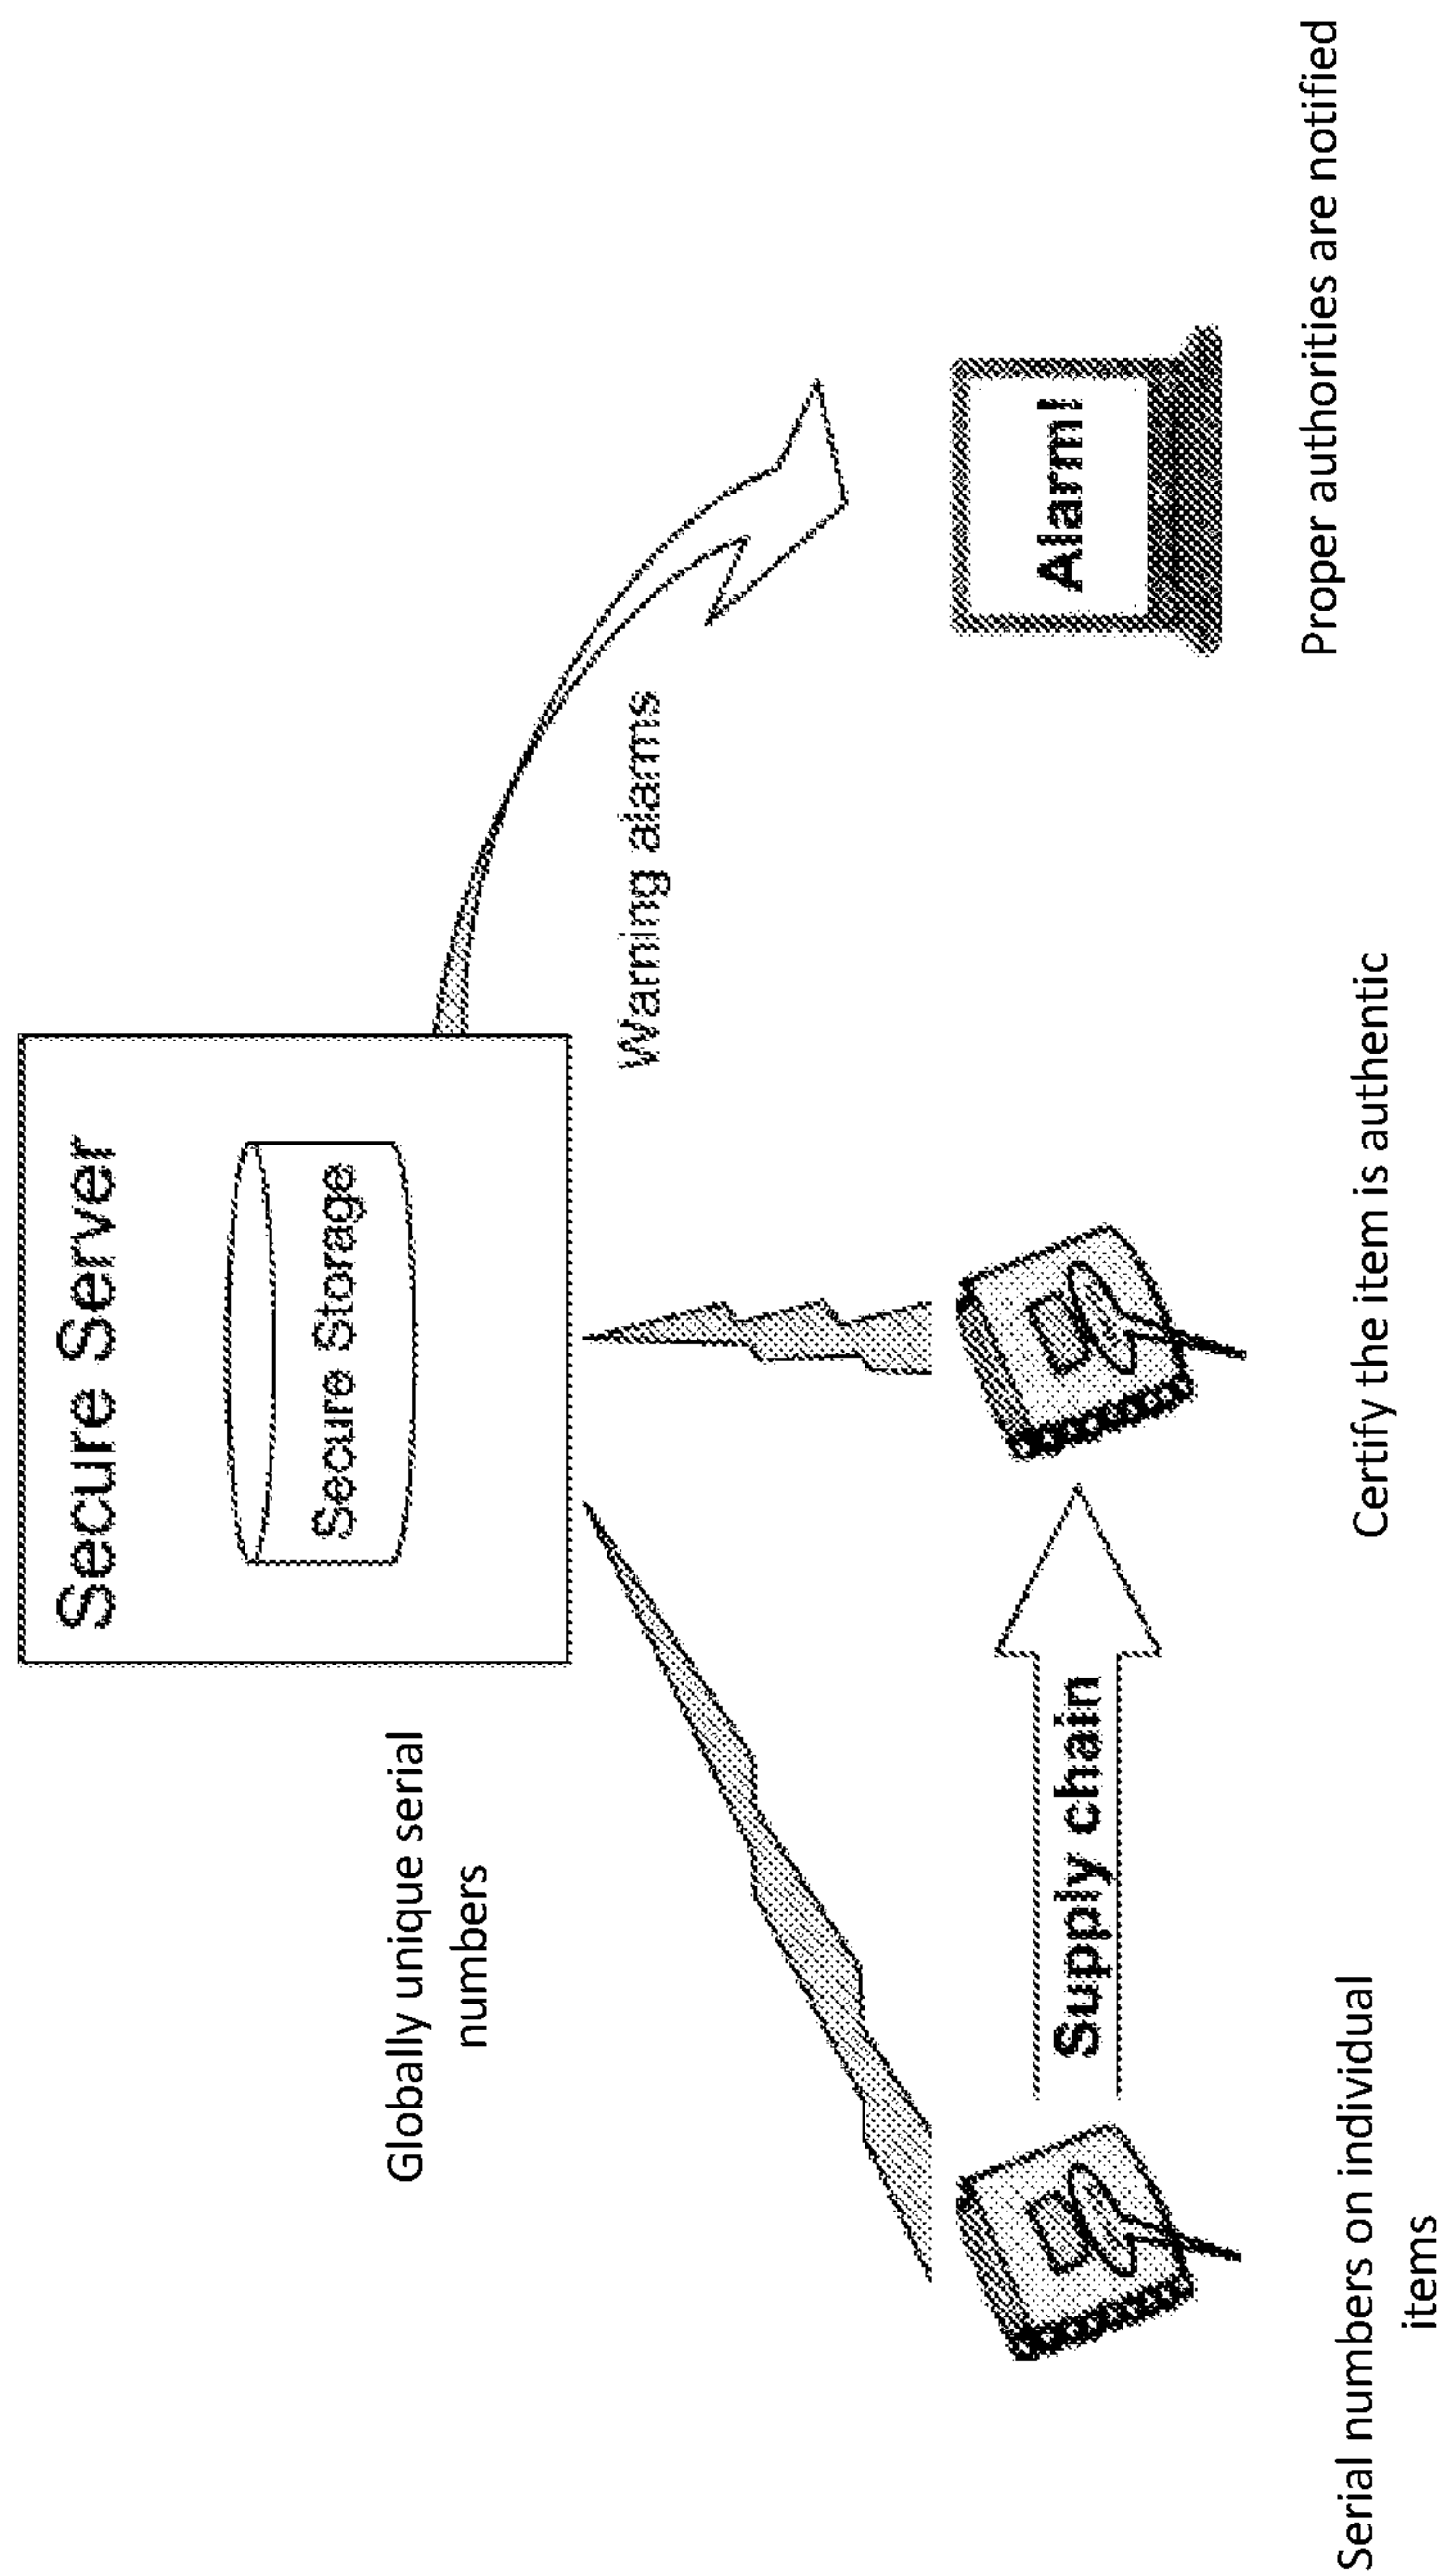 Secure Server
Secure Storage
Globally unique serial
numbers
Warning alarms
Supply chain
Alarm!
Serial numbers on individual
items
Certify the item is authentic
Proper authorities are notified